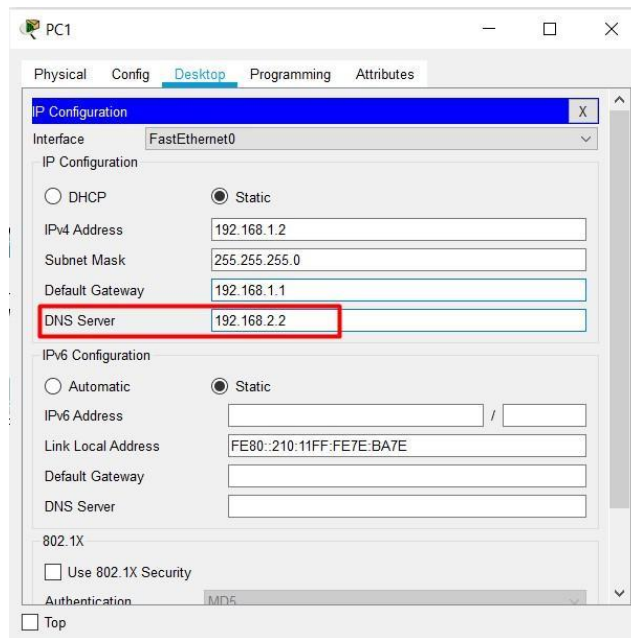 PC1
Physical Config Desktop Programming Attributes
IP Configuration X
Interface FastEthernet0
IP Configuration
DHCP Static
IPv4 Address 192.168.1.2
Subnet Mask 255.255.255.0
Default Gateway 192.168.1.1
DNS Server 192.168.2.2
IPv6 Configuration
Automatic Static
IPv6 Address /
Link Local Address FE80::210:11FF:FE7E:BA7E
Default Gateway
DNS Server
802.1X
Use 802.1X Security
Authentication MD5
Top